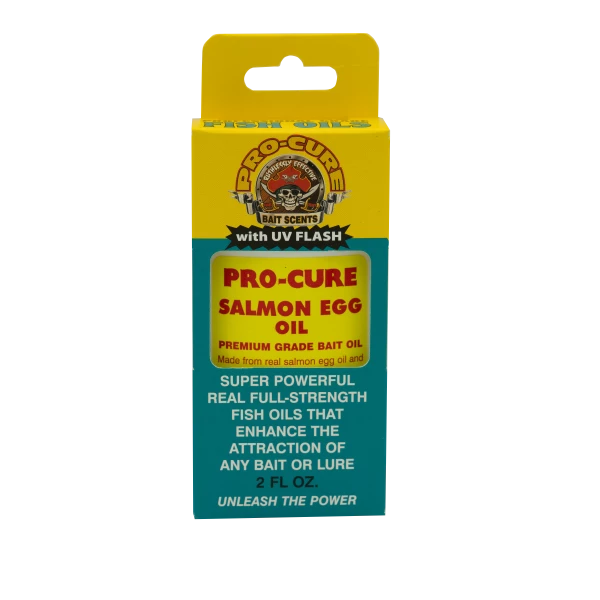 FISH OILS
PRO-CURE
RUTHLESSLY EFFECTIVE
BAIT SCENTS
with UV FLASH
PRO-CURE
SALMON EGG
OIL
PREMIUM GRADE BAIT OIL
Made from real salmon egg oil and
SUPER POWERFUL
REAL FULL-STRENGTH
FISH OILS THAT
ENHANCE THE
ATTRACTION OF
ANY BAIT OR LURE
2 FL OZ.
UNLEASH THE POWER